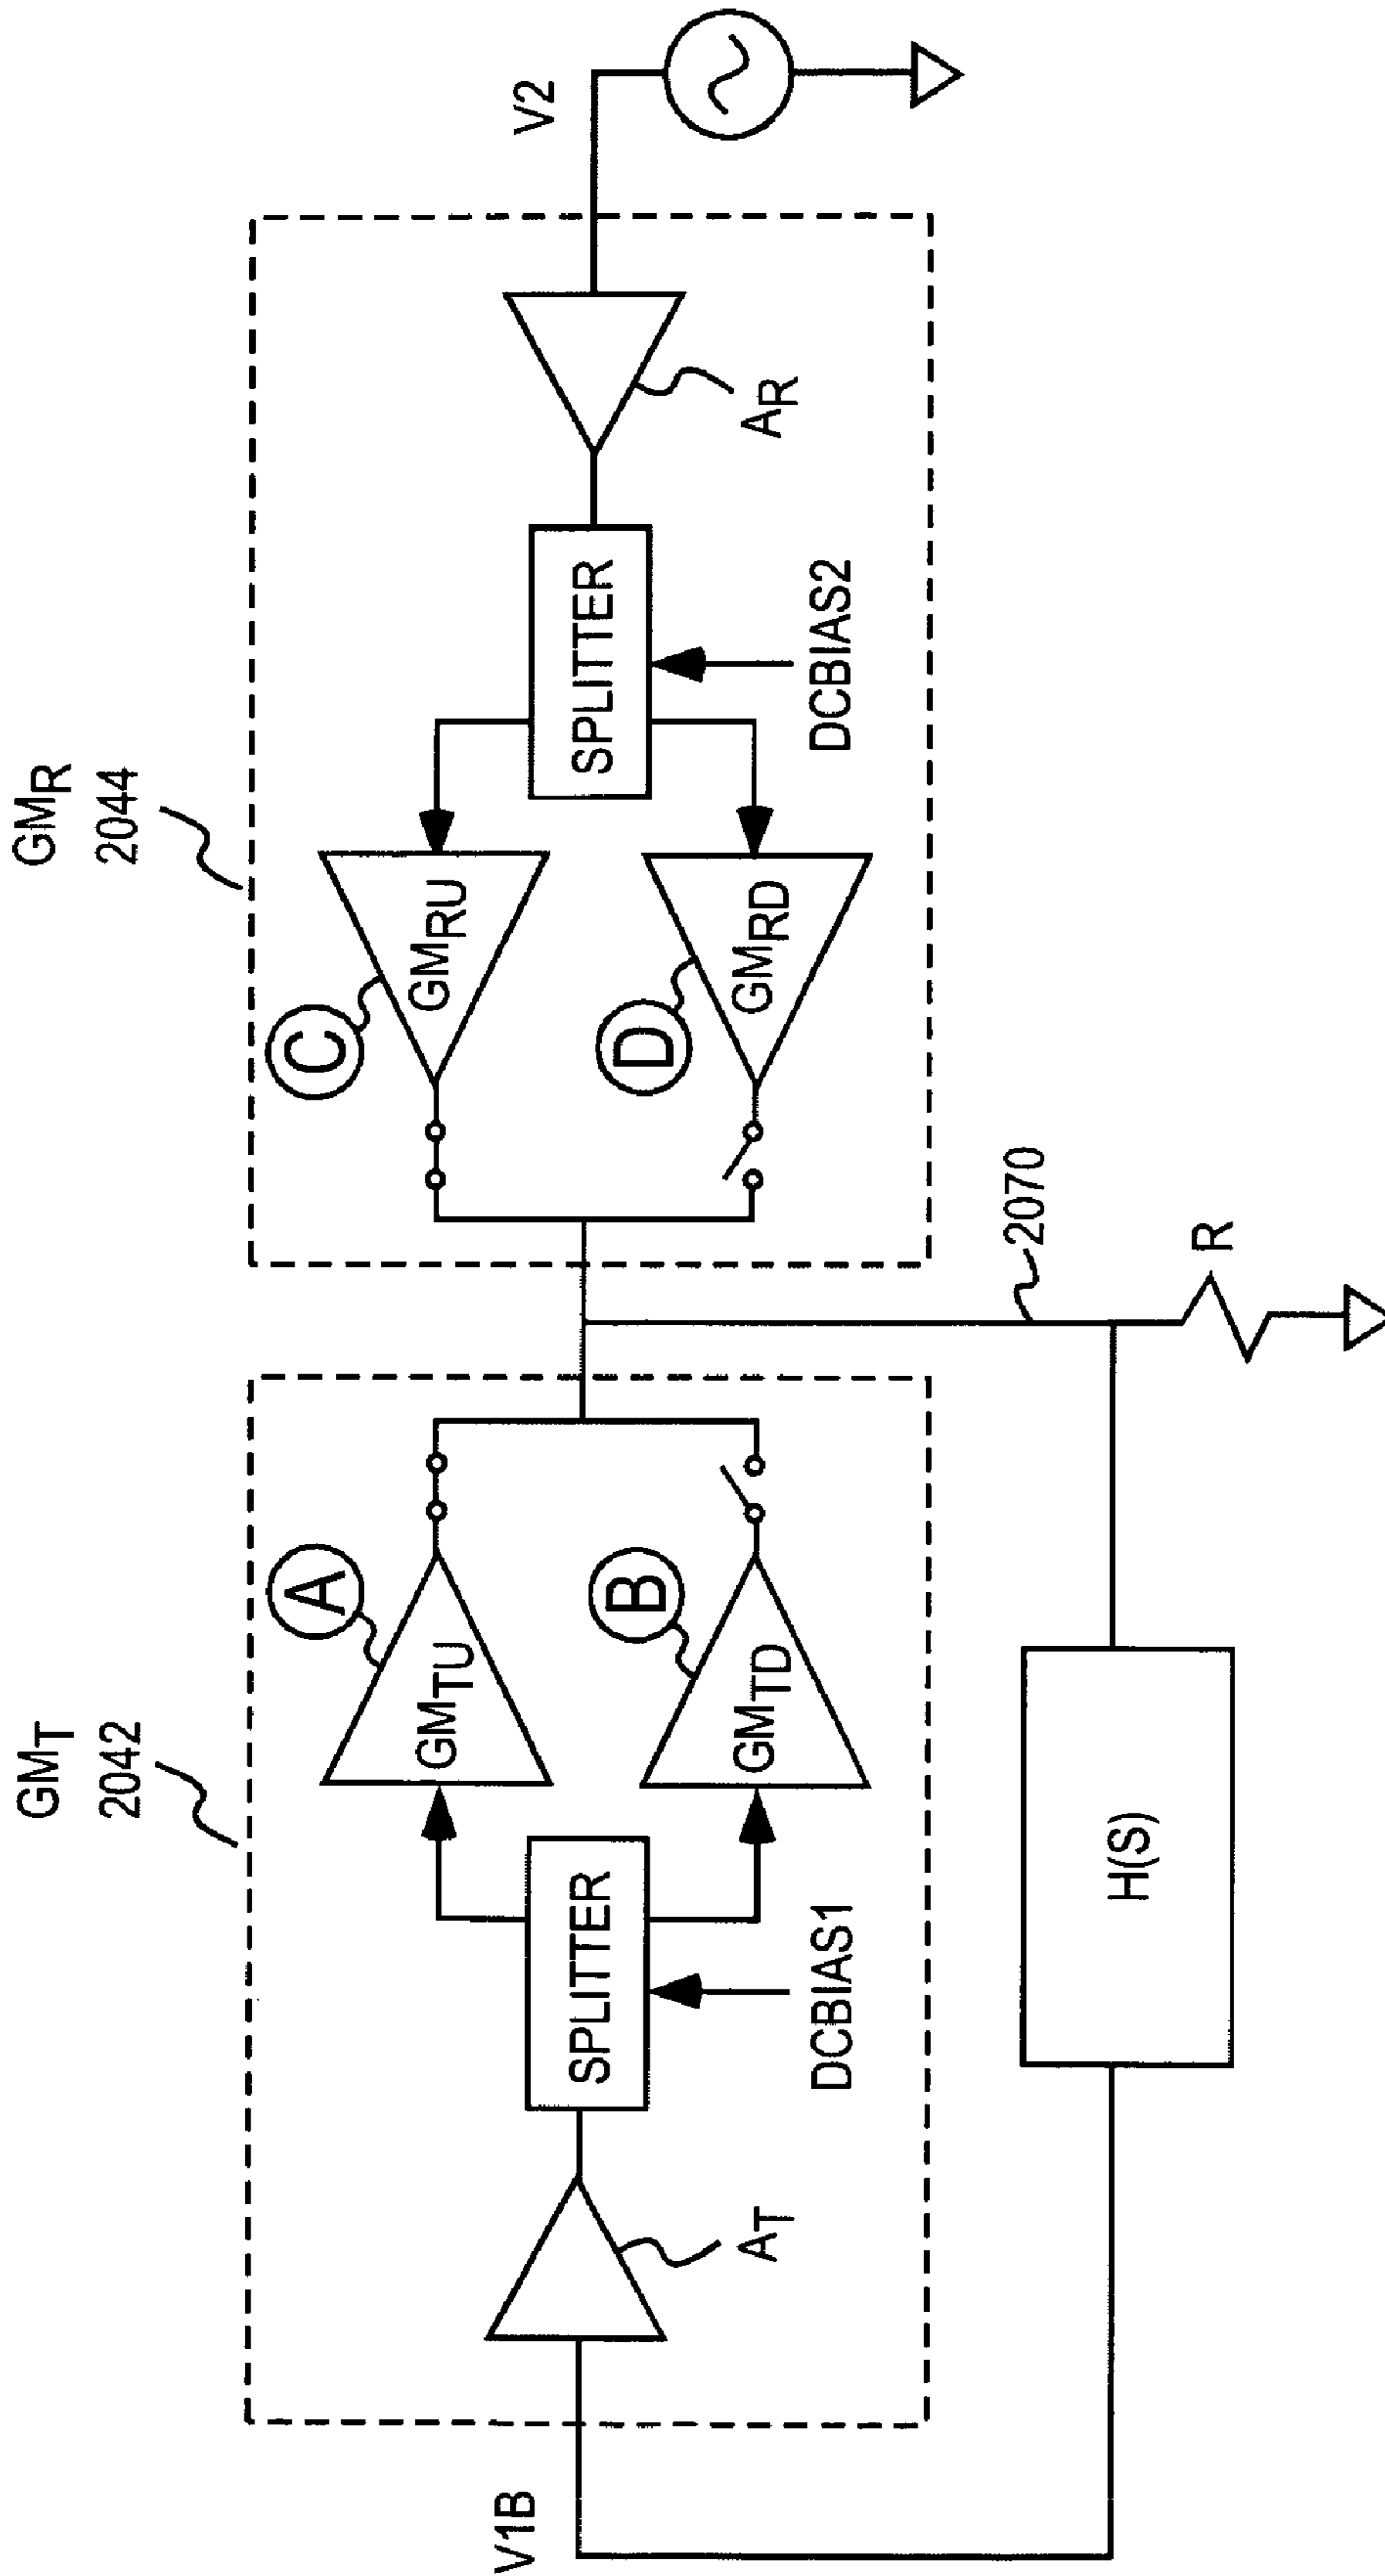 GMT
2042
GMR
2044
V1B
AT
SPLITTER
DCBIAS1
A
GMTU
B
GMTD
C
GMRU
D
GMRD
SPLITTER
DCBIAS2
AR
V2
2070
R
H(S)